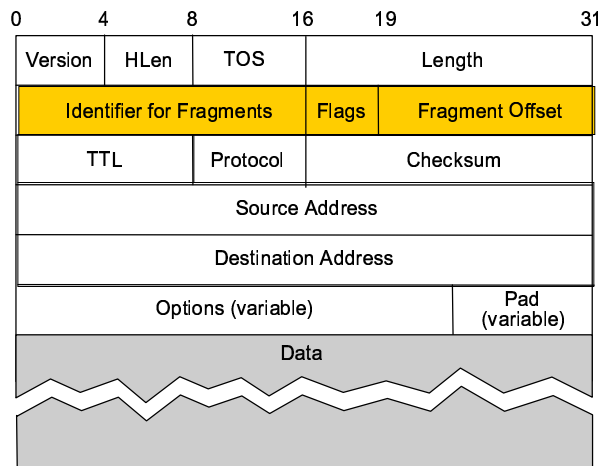 0 4 8 16 19 31
Version HLen TOS Length
Identifier for Fragments Flags Fragment Offset
TTL Protocol Checksum
Source Address
Destination Address
Options (variable) Pad
(variable)
Data